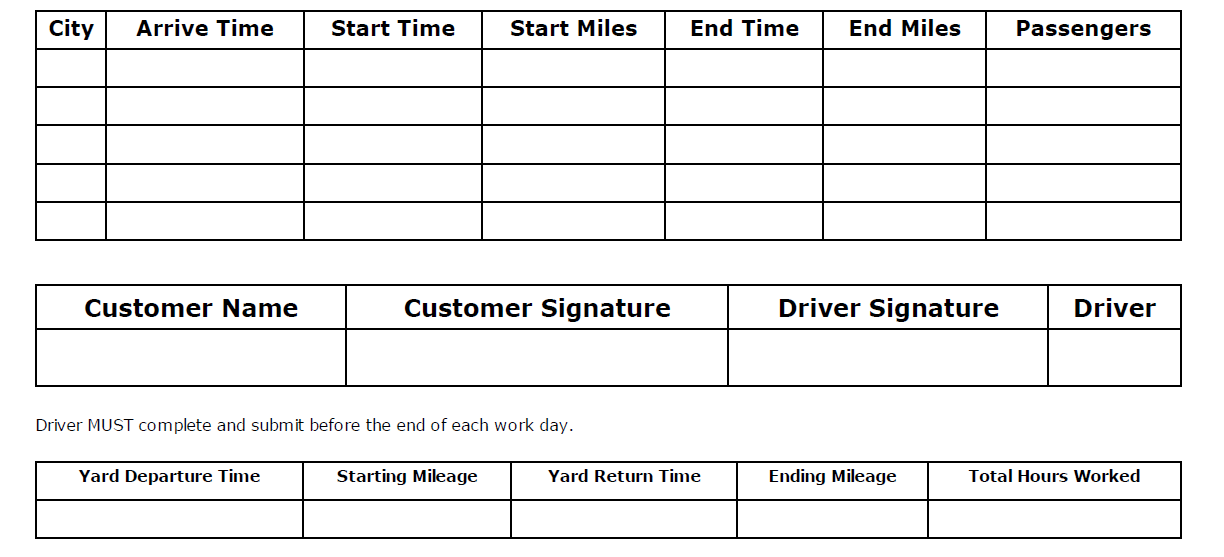 City Arrive Time Start Time Start Miles End Time End Miles Passengers
Customer Name Customer Signature Driver Signature Driver
Driver MUST complete and submit before the end of each work day.
Yard Departure Time Starting Mileage Yard Return Time Ending Mileage Total Hours Worked